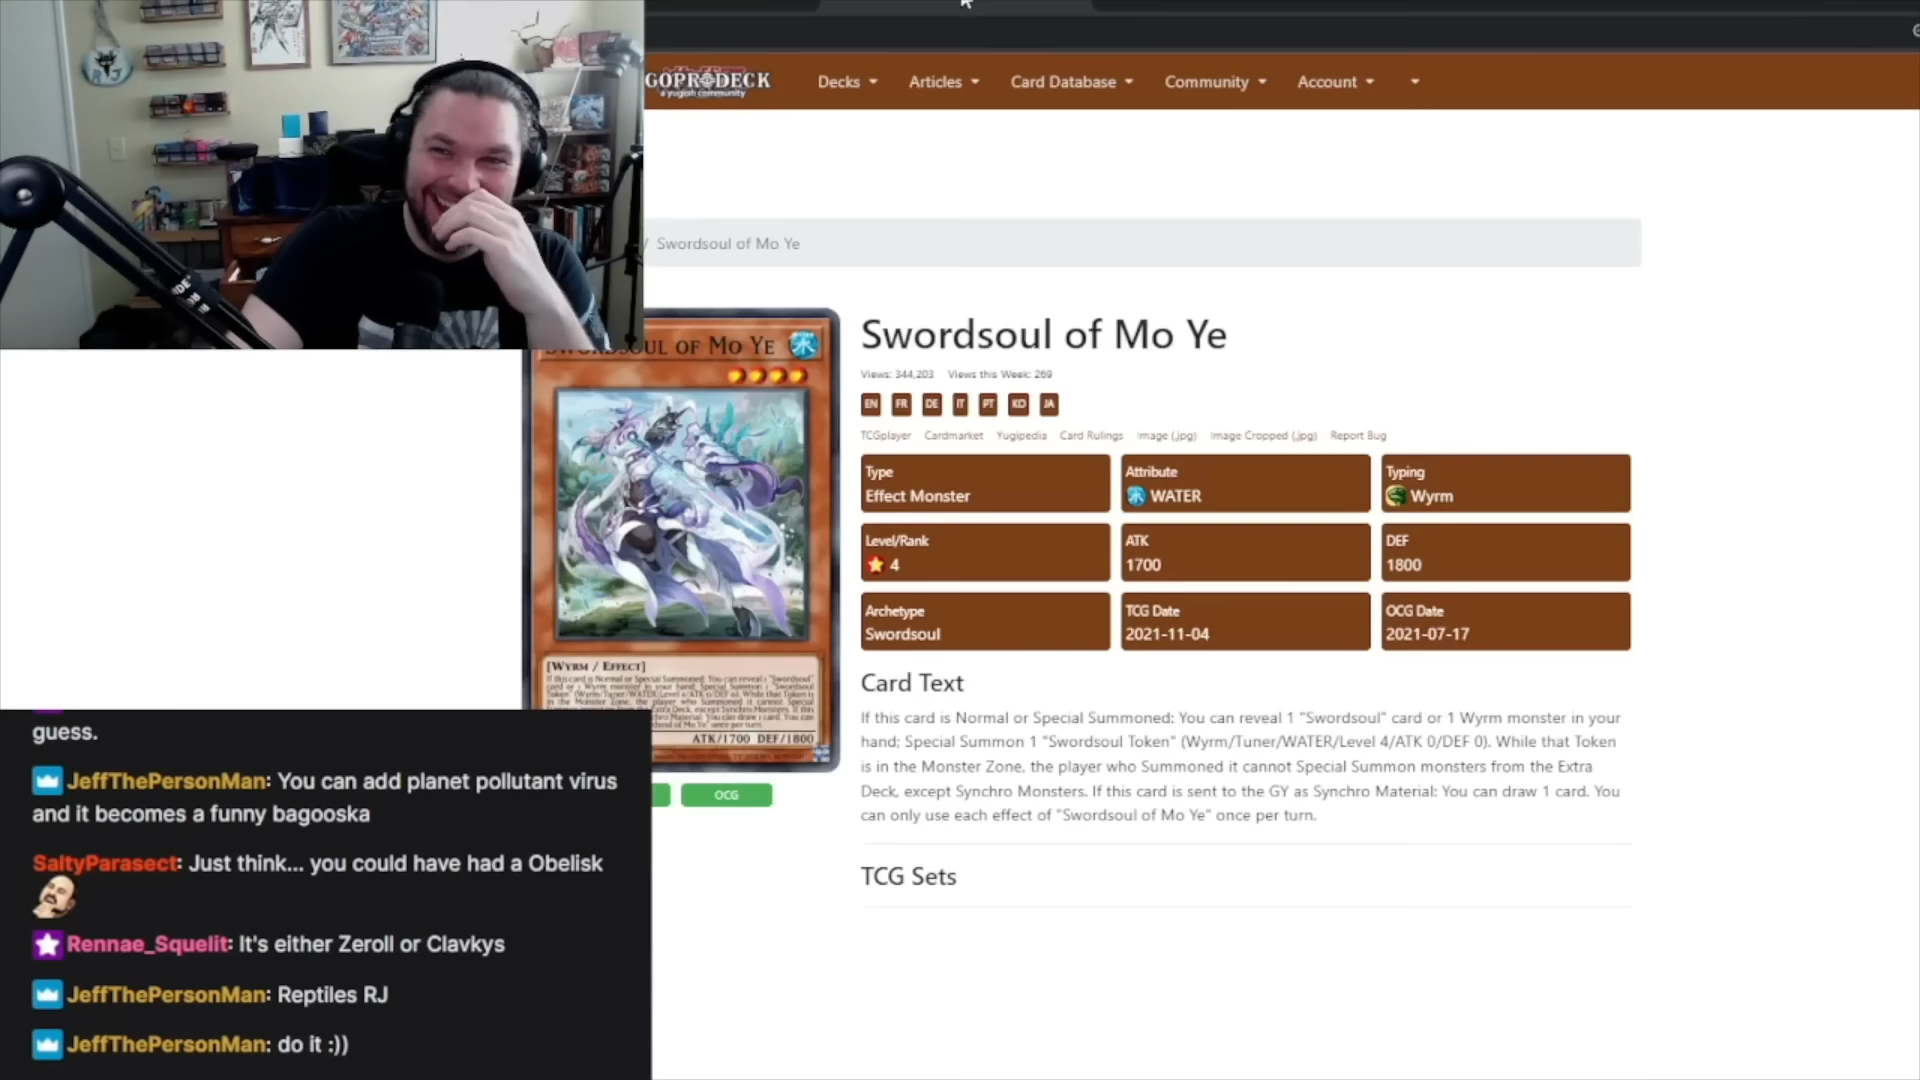 GOPRODECK
a yugioh community
Decks
Articles
Card Database
Community
Account
/ Swordsoul of Mo Ye
Swordsoul of Mo Ye
[Wyrm / Effect]
ATK/1700 DEF/1800
OCG
Swordsoul of Mo Ye
Views: 344,203 Views this Week: 269
EN FR DE IT PT KO JA
TCGplayer Cardmarket Yugipedia Card Rulings Image (.jpg) Image Cropped (.jpg) Report Bug
Type
Effect Monster
Attribute
WATER
Typing
Wyrm
Level/Rank
4
ATK
1700
DEF
1800
Archetype
Swordsoul
TCG Date
2021-11-04
OCG Date
2021-07-17
Card Text
If this card is Normal or Special Summoned: You can reveal 1 "Swordsoul" card or 1 Wyrm monster in your
hand; Special Summon 1 "Swordsoul Token" (Wyrm/Tuner/WATER/Level 4/ATK 0/DEF 0). While that Token
is in the Monster Zone, the player who Summoned it cannot Special Summon monsters from the Extra
Deck, except Synchro Monsters. If this card is sent to the GY as Synchro Material: You can draw 1 card. You
can only use each effect of "Swordsoul of Mo Ye" once per turn.
TCG Sets
guess.
JeffThePersonMan: You can add planet pollutant virus
and it becomes a funny bagooska
SaltyParasect: Just think... you could have had a Obelisk
Rennae_Squelit: It's either Zeroll or Clavkys
JeffThePersonMan: Reptiles RJ
JeffThePersonMan: do it :))
RJ